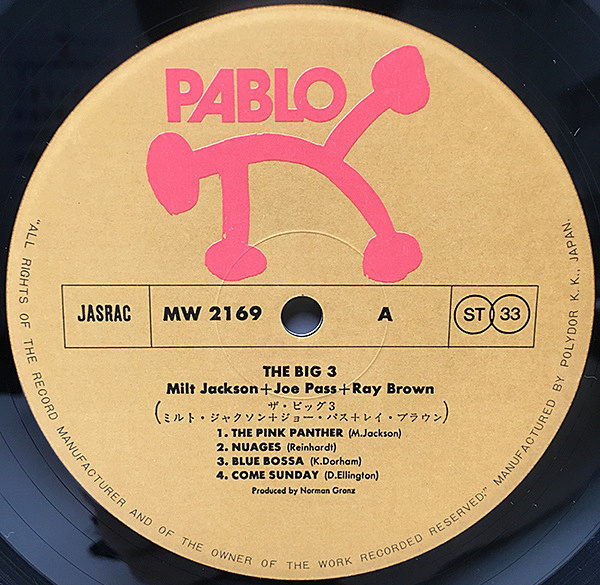 PABLO
JASRAC
MW 2169
A
ST 33
THE BIG 3
Milt Jackson+Joe Pass+Ray Brown
(ザ・ビッグ3
ミルト・ジャクソン+ジョー・パス+レイ・ブラウン)
1. THE PINK PANTHER (M.Jackson)
2. NUAGES (Reinhardt)
3. BLUE BOSSA (K.Dorham)
4. COME SUNDAY (D.Ellington)
Produced by Norman Granz
"ALL RIGHTS OF THE RECORD MANUFACTURER AND OF THE OWNER OF THE WORK RECORDED RESERVED." MANUFACTURED BY POLYDOR K. K., JAPAN.